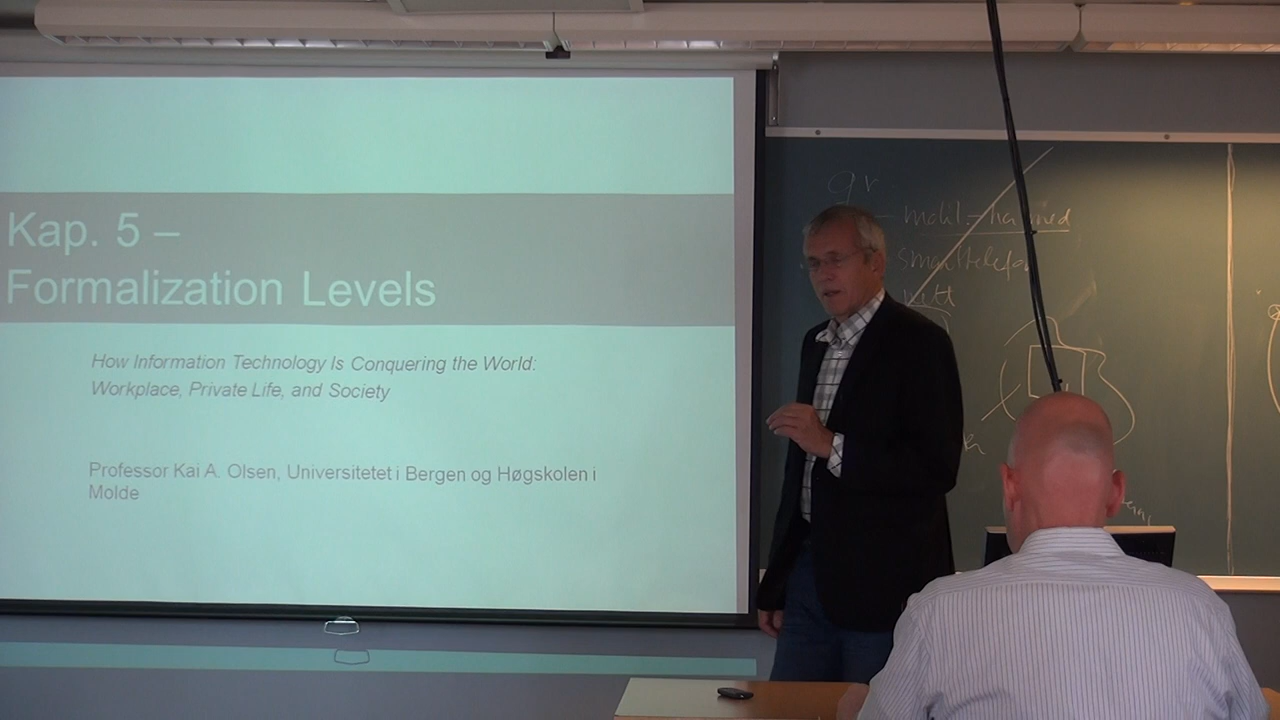 Kap. 5 –
Formalization Levels
How Information Technology Is Conquering the World:
Workplace, Private Life, and Society
Professor Kai A. Olsen, Universitetet i Bergen og Høgskolen i
Molde